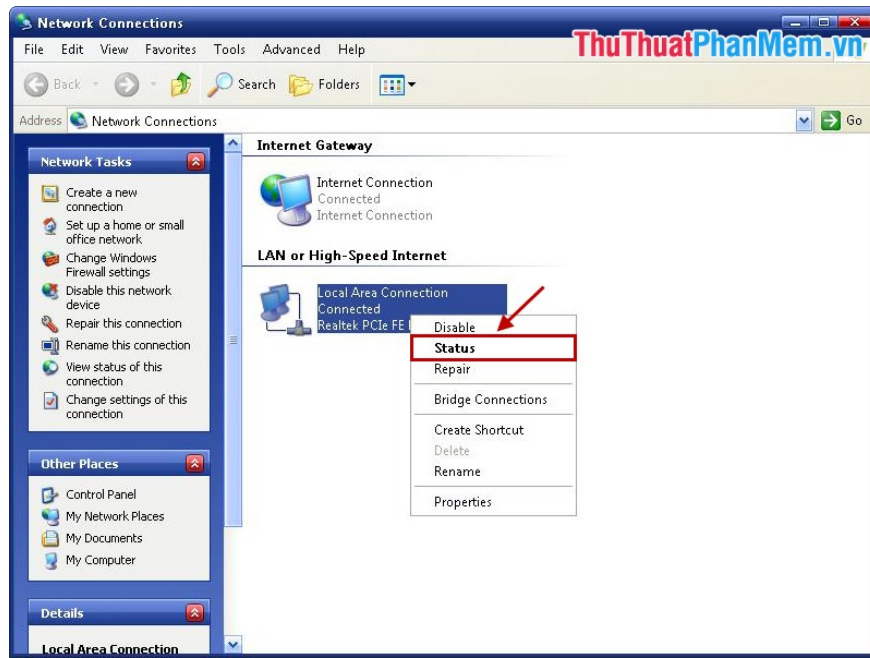 Network Connections
File Edit View Favorites Tools Advanced Help
ThuThuatPhanMem.vn
Back Search Folders
Address Network Connections Go
Network Tasks
Create a new
connection
Set up a home or small
office network
Change Windows
Firewall settings
Disable this network
device
Repair this connection
Rename this connection
View status of this
connection
Change settings of this
connection
Other Places
Control Panel
My Network Places
My Documents
My Computer
Details
Local Area Connection
Internet Gateway
Internet Connection
Connected
Internet Connection
LAN or High-Speed Internet
Local Area Connection
Connected
Realtek PCIe FE
Disable
Status
Repair
Bridge Connections
Create Shortcut
Delete
Rename
Properties